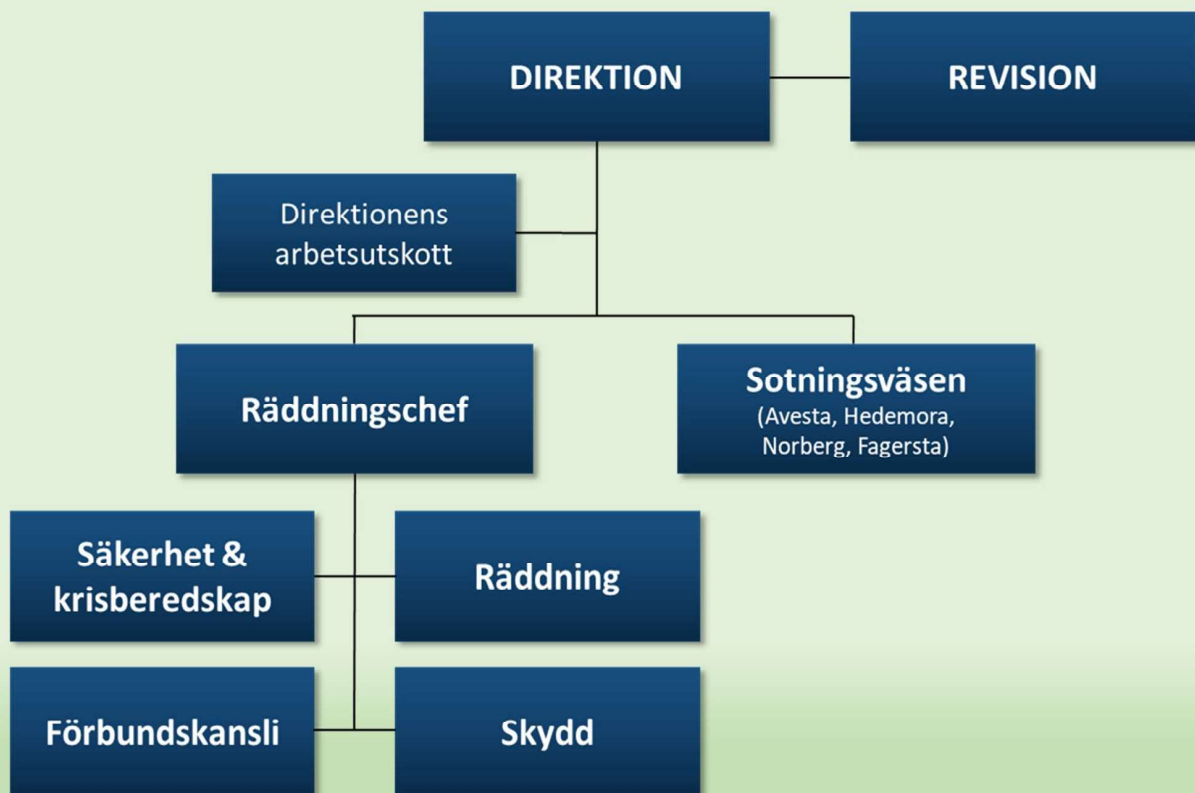 DIREKTION
REVISION
Direktionens
arbetsutskott
Räddningschef
Sotningsväsen
(Avesta, Hedemora,
Norberg, Fagersta)
Säkerhet &
krisberedskap
Räddning
Förbundskansli
Skydd